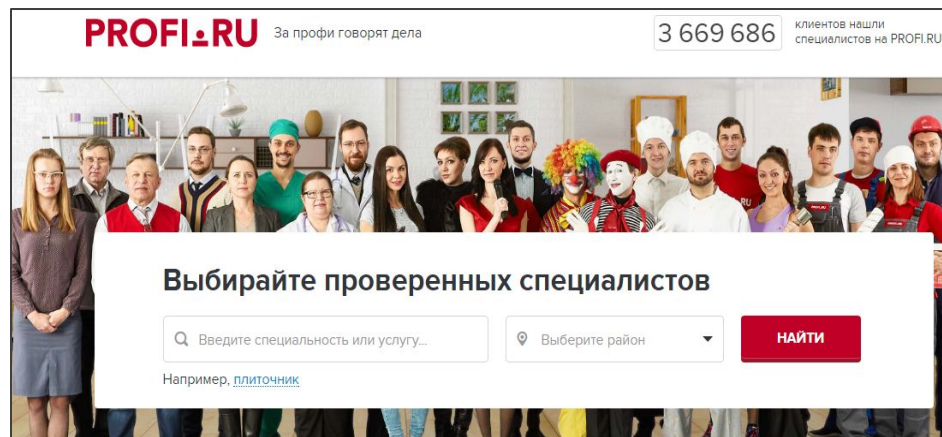 PROFI.RU
За профи говорят дела
3 669 686
клиентов нашли
специалистов на PROFI.RU
Выбирайте проверенных специалистов
Введите специальность или услугу...
Выберите район
НАЙТИ
Например, плиточник